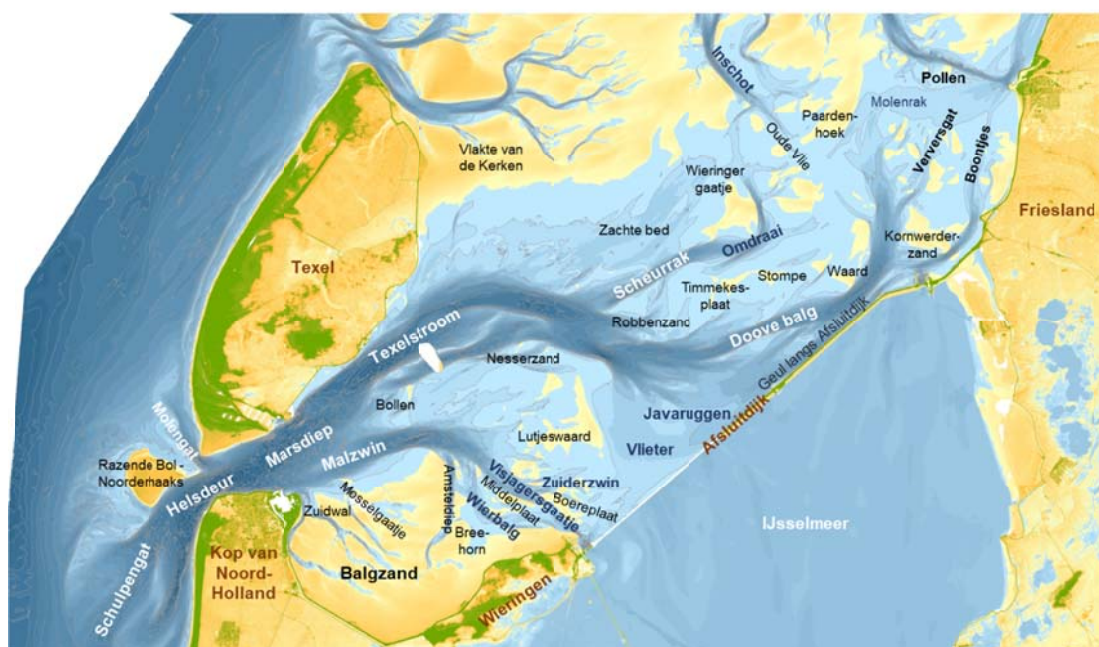 Inschot
Pollen
Molenrak
Paarden-
hoek
Oude Vlie
Ververs­gat
Boontjes
Vlakte van
de Kerken
Wieringer
gaatje
Friesland
Zachte bed
Omdraai
Kornwerder-
zand
Texel
Scheurrak
Stompe
Waard
Timmekes-
plaat
Robbenzand
Doove balg
Geul langs Afsluitdijk
Texelstroom
Nesserzand
Bollen
Javaruggen
Afsluitdijk
Molengat
Marsdiep
Malzwin
Lutjeswaard
Vlieter
Razende Bol -
Noorderhaaks
Helsdeur
Zuidwal
Mosselgaatje
Amsteldiep
Visjagersgaatje
Middelplaat
Wierbalg
Zuiderzwin
Boereplaat
IJsselmeer
Bree-
horn
Schulpengat
Kop van
Noord-
Holland
Balgzand
Wieringen